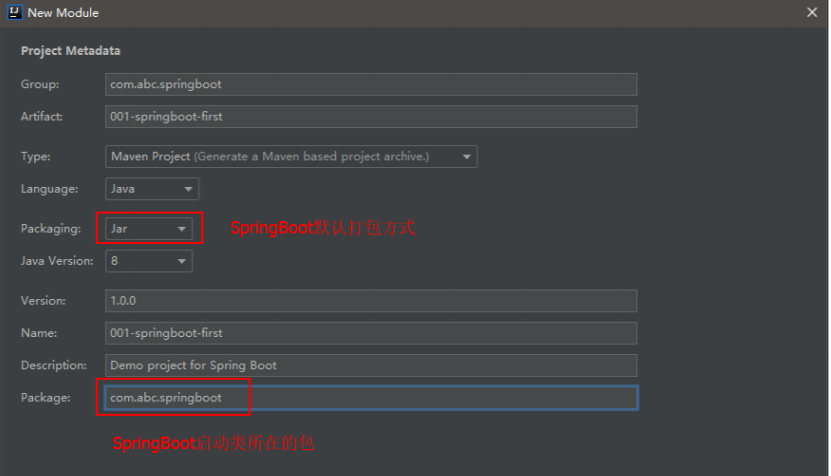 New Module
Project Metadata
Group: com.abc.springboot
Artifact: 001-springboot-first
Type: Maven Project (Generate a Maven based project archive.)
Language: Java
Packaging: Jar SpringBoot默认打包方式
Java Version: 8
Version: 1.0.0
Name: 001-springboot-first
Description: Demo project for Spring Boot
Package: com.abc.springboot
SpringBoot启动类所在的包